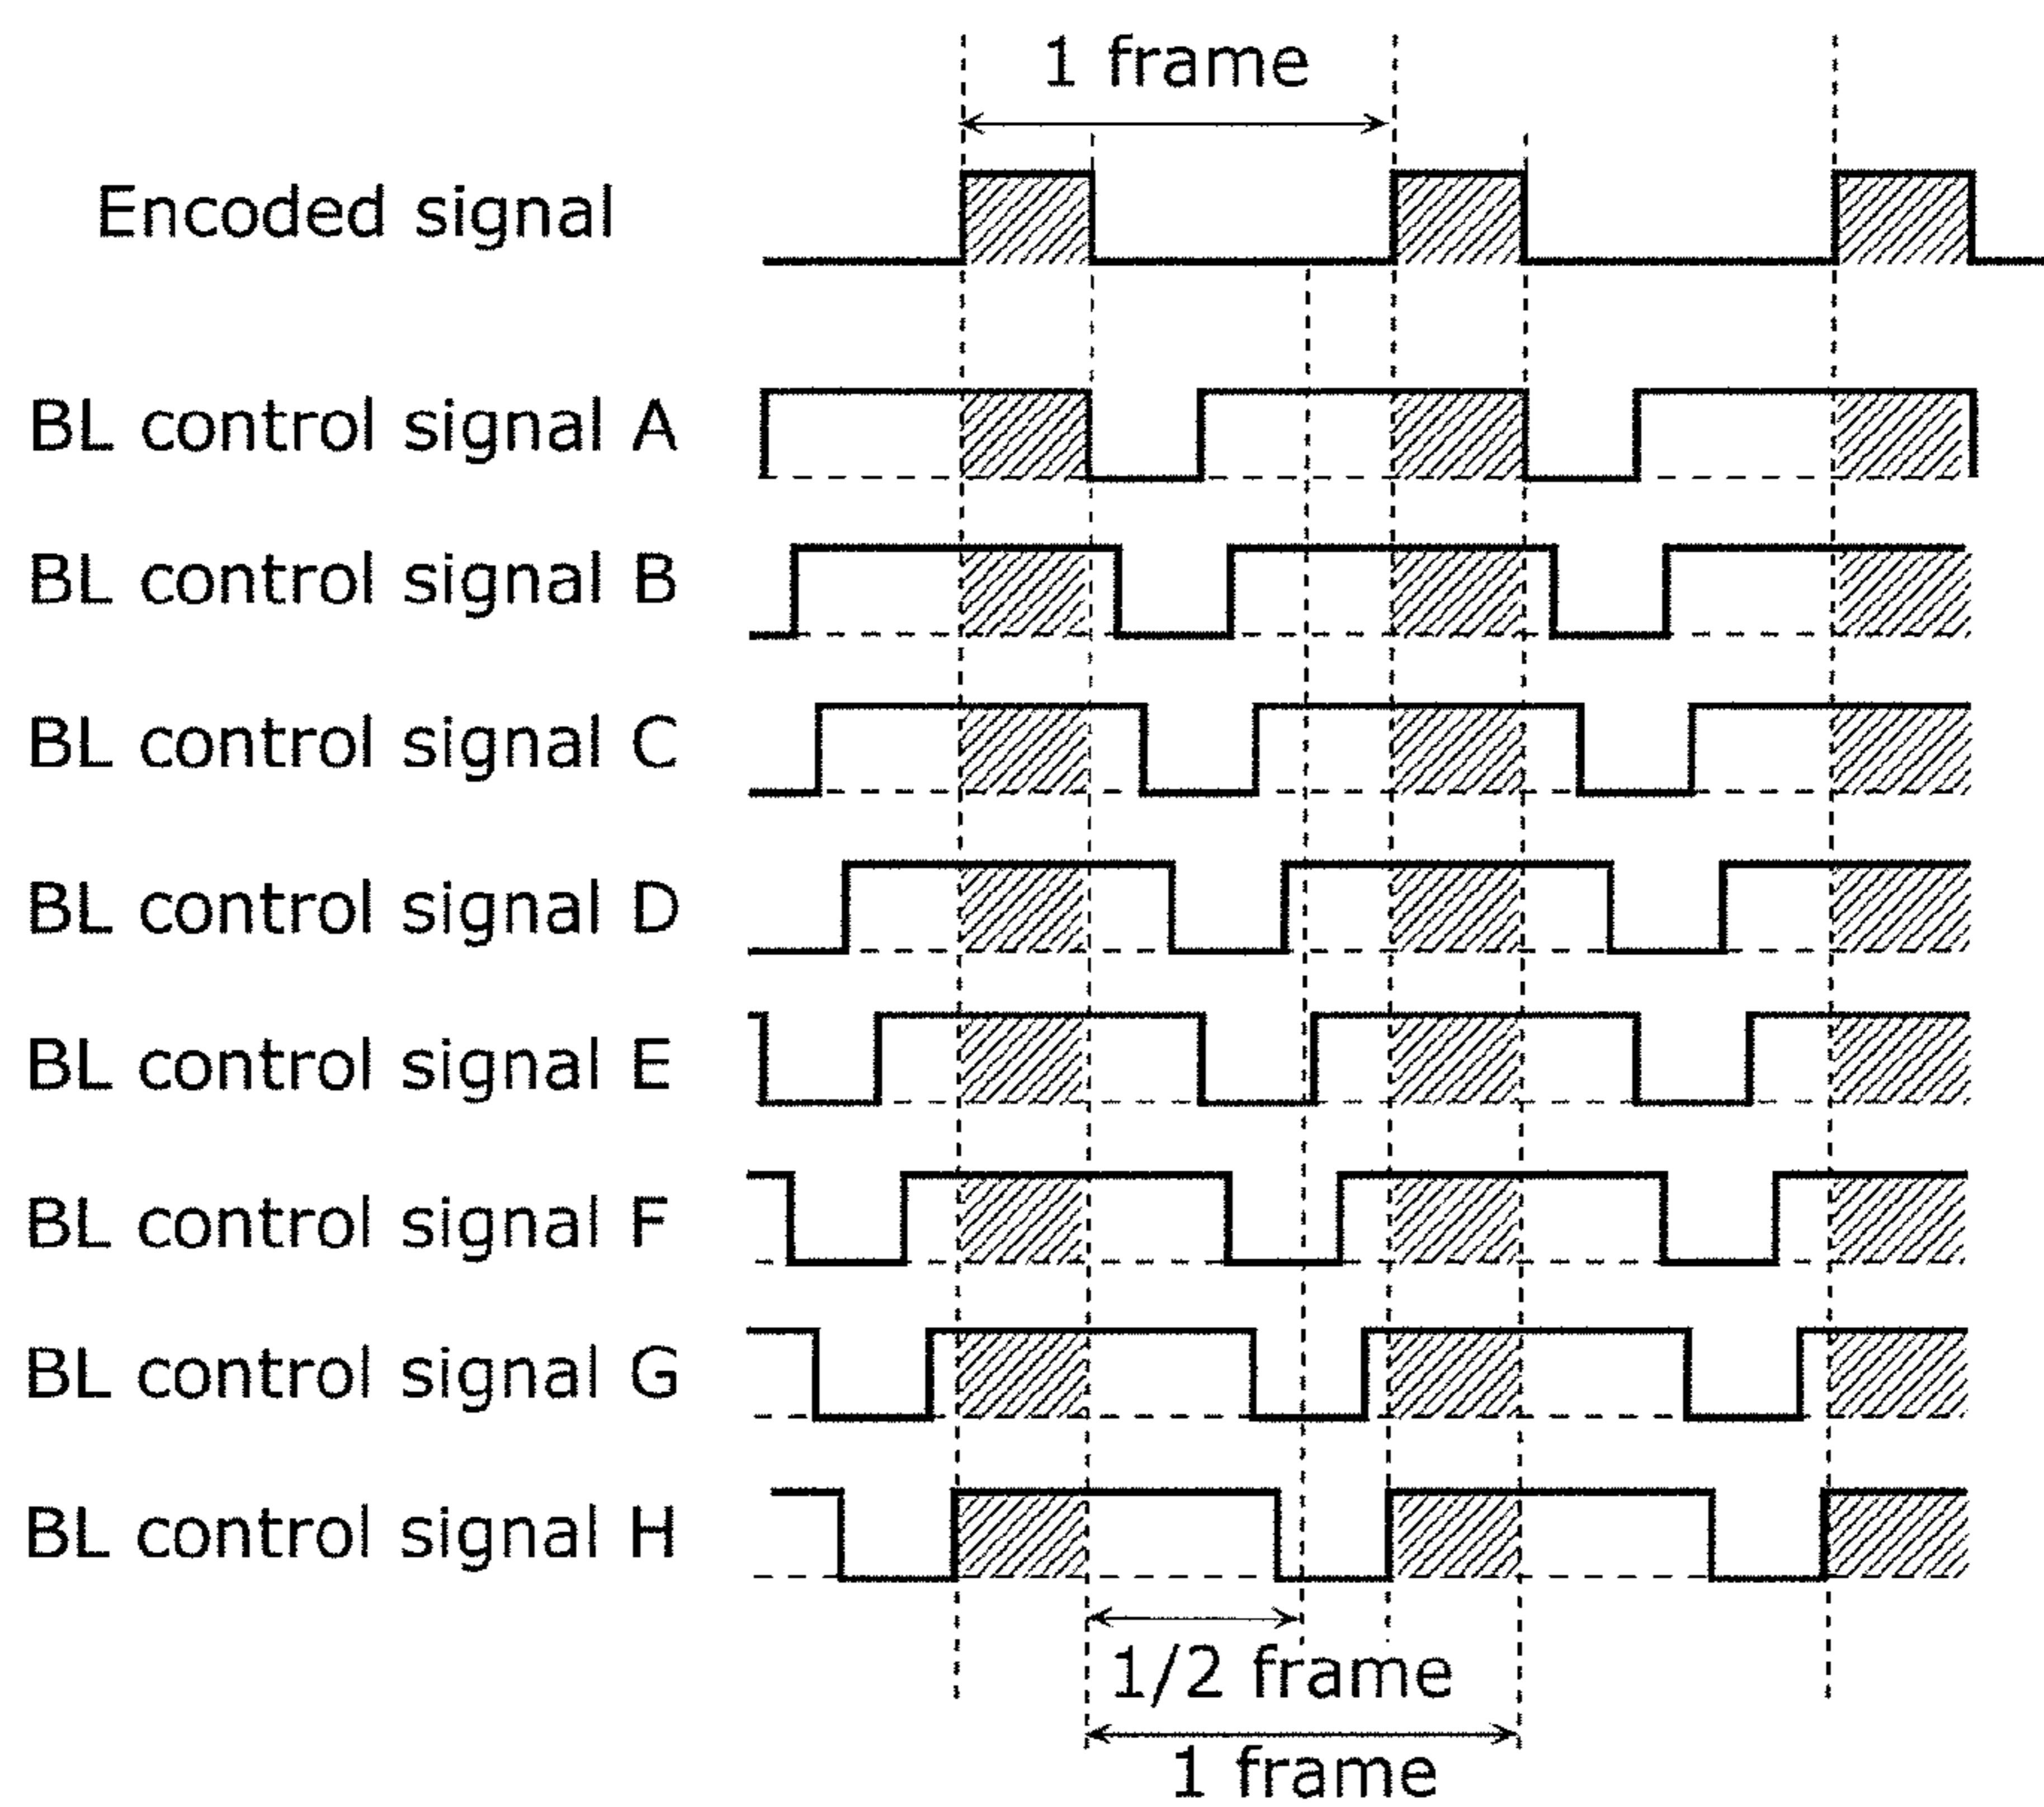 1 frame
Encoded signal
BL control signal A
BL control signal B
BL control signal C
BL control signal D
BL control signal E
BL control signal F
BL control signal G
BL control signal H
1/2 frame
1 frame